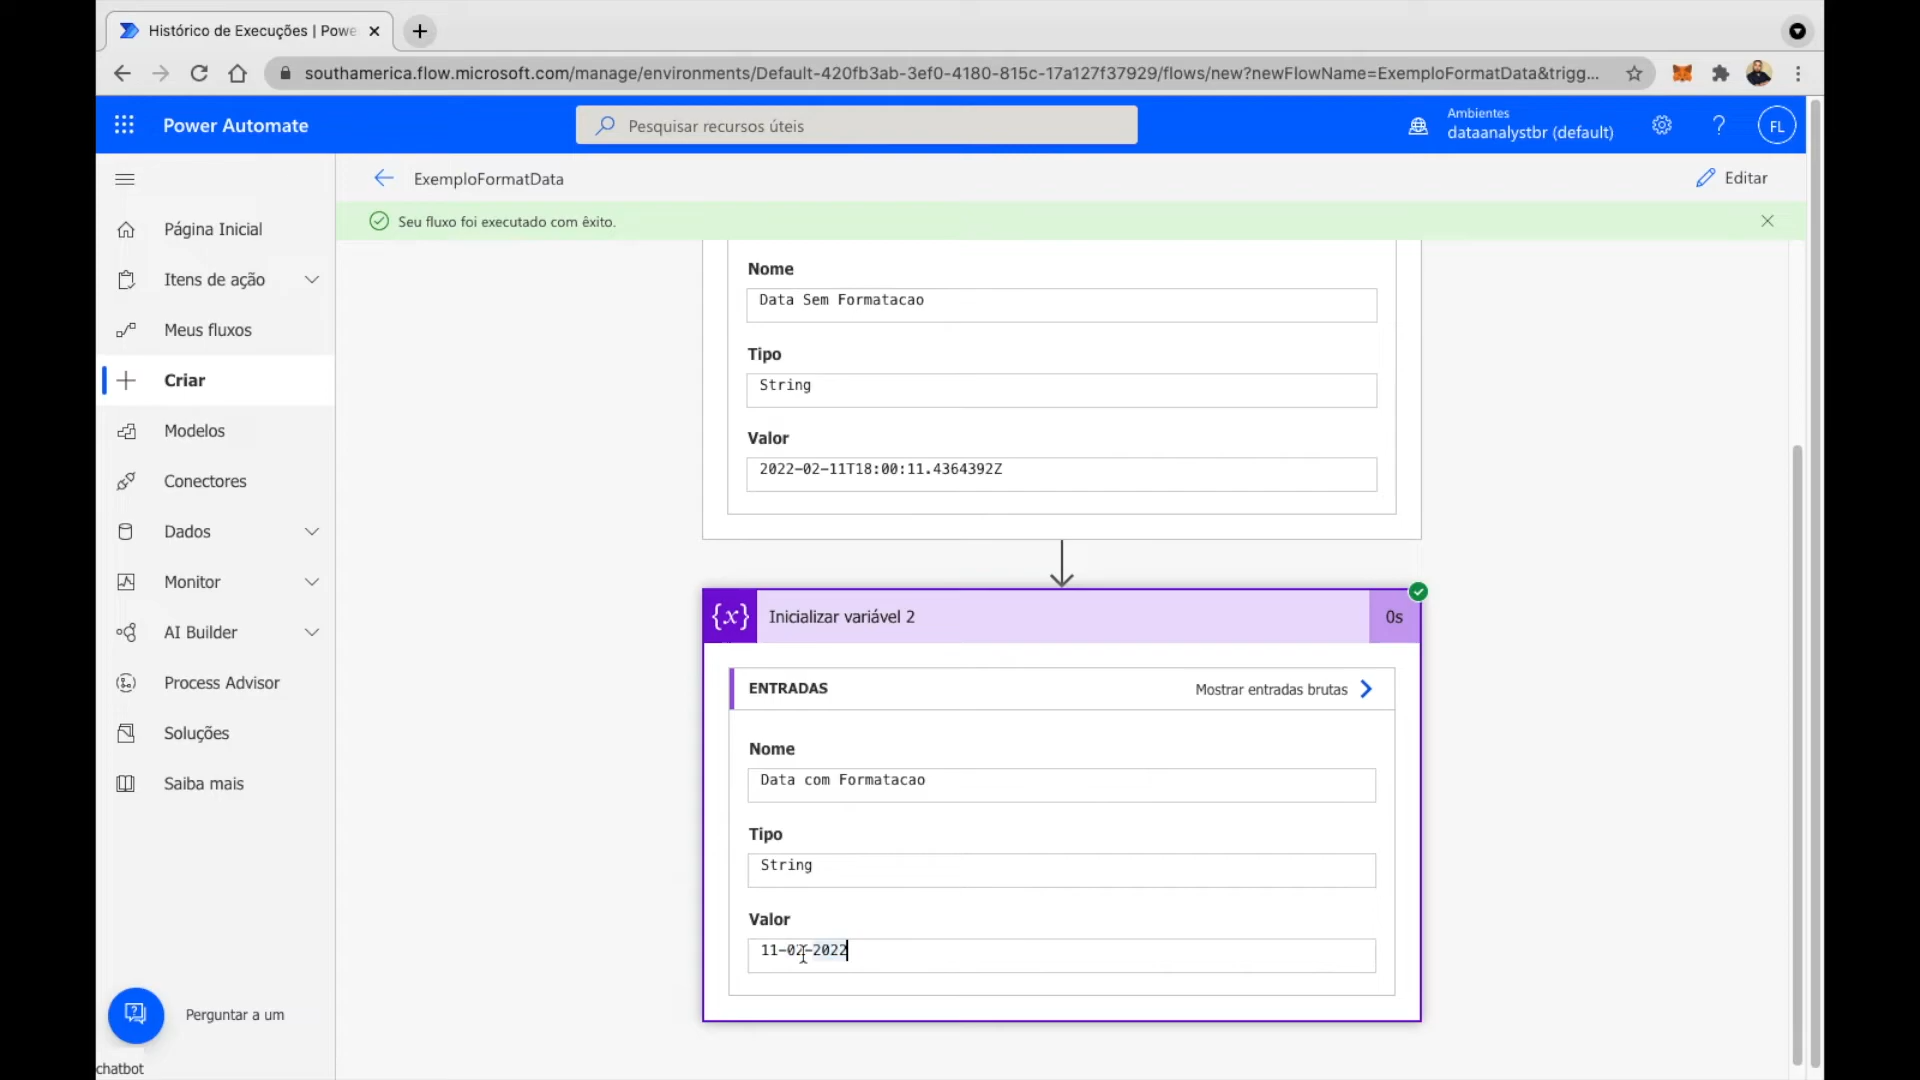 Histórico de Execuções | Powe
southamerica.flow.microsoft.com/manage/environments/Default-420fb3ab-3ef0-4180-815c-17a127f37929/flows/new?newFlowName=ExemploFormatData&trigg...
Power Automate
Pesquisar recursos úteis
Ambientes
dataanalystbr (default)
FL
ExemploFormatData
Editar
Seu fluxo foi executado com êxito.
Página Inicial
Itens de ação
Meus fluxos
Criar
Modelos
Conectores
Dados
Monitor
AI Builder
Process Advisor
Soluções
Saiba mais
Perguntar a um
chatbot
Nome
Data Sem Formatacao
Tipo
String
Valor
2022-02-11T18:00:11.4364392Z
{x} Inicializar variável 2 0s
ENTRADAS
Mostrar entradas brutas
Nome
Data com Formatacao
Tipo
String
Valor
11-02-2022